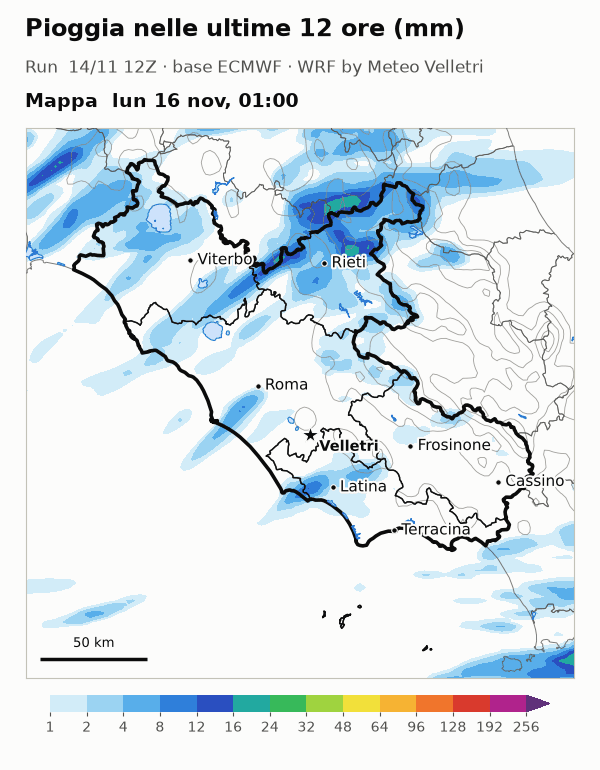 Pioggia nelle ultime 12 ore (mm)
Run 14/11 12Z · base ECMWF · WRF by Meteo Velletri
Mappa lun 16 nov, 01:00
Viterbo
Rieti
Roma
Velletri
Frosinone
Latina
Cassino
Terracina
50 km
1 2 4 8 12 16 24 32 48 64 96 128 192 256